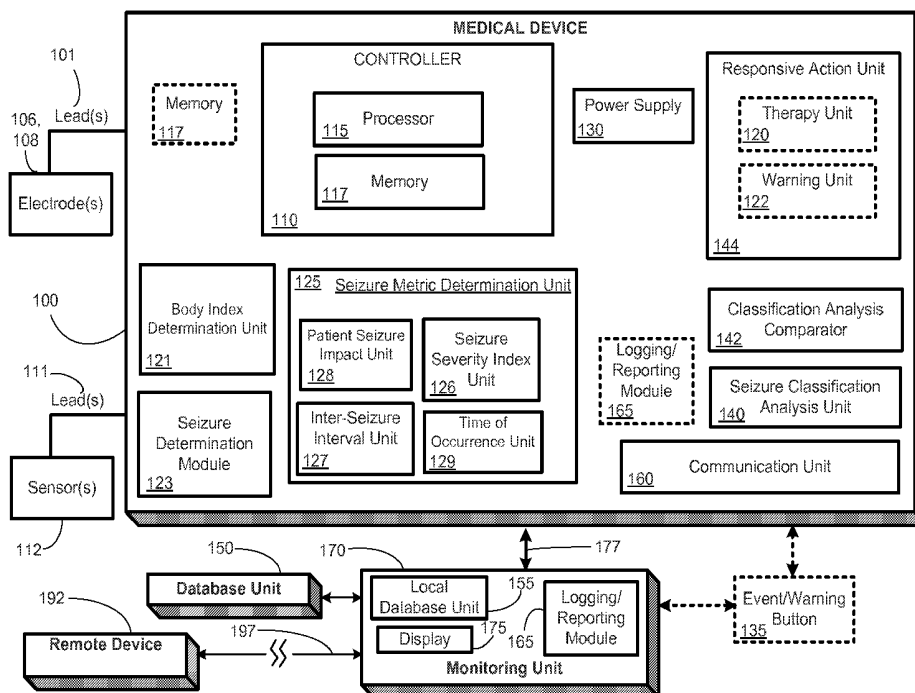 MEDICAL DEVICE
101
Lead(s)
106,
108
Electrode(s)
Memory
117
CONTROLLER
Processor
115
Memory
117
110
Power Supply
130
Responsive Action Unit
Therapy Unit
120
Warning Unit
122
144
100
Body Index
Determination Unit
121
125 Seizure Metric Determination Unit
Patient Seizure
Impact Unit
128
Seizure
Severity Index
Unit
126
Inter-Seizure
Interval Unit
127
Time of
Occurrence Unit
129
Logging/
Reporting
Module
165
Classification Analysis
Comparator
142
Seizure Classification
Analysis Unit
140
111
Lead(s)
Seizure
Determination
Module
123
Sensor(s)
112
Communication Unit
160
150
170
177
Database Unit
192
Remote Device
197
Local
Database Unit
155
Display
175
Logging/
Reporting
Module
165
Monitoring Unit
Event/Warning
Button
135